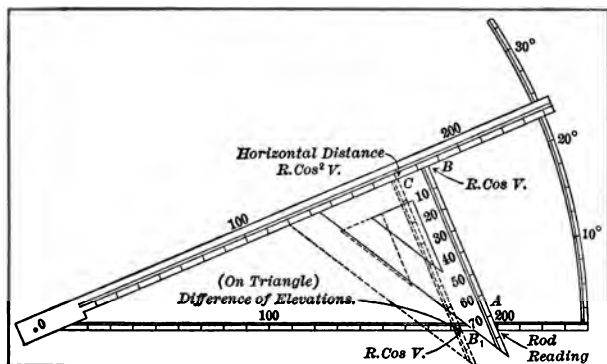 30°
200
20°
Horizontal Distance
R.Cos² V.
B
C
R.Cos V.
10
100
20
30
10°
40
50
(On Triangle)
Difference of Elevations.
60
A
.0
100
70
200
B₁
Rod
Reading
R.Cos V.